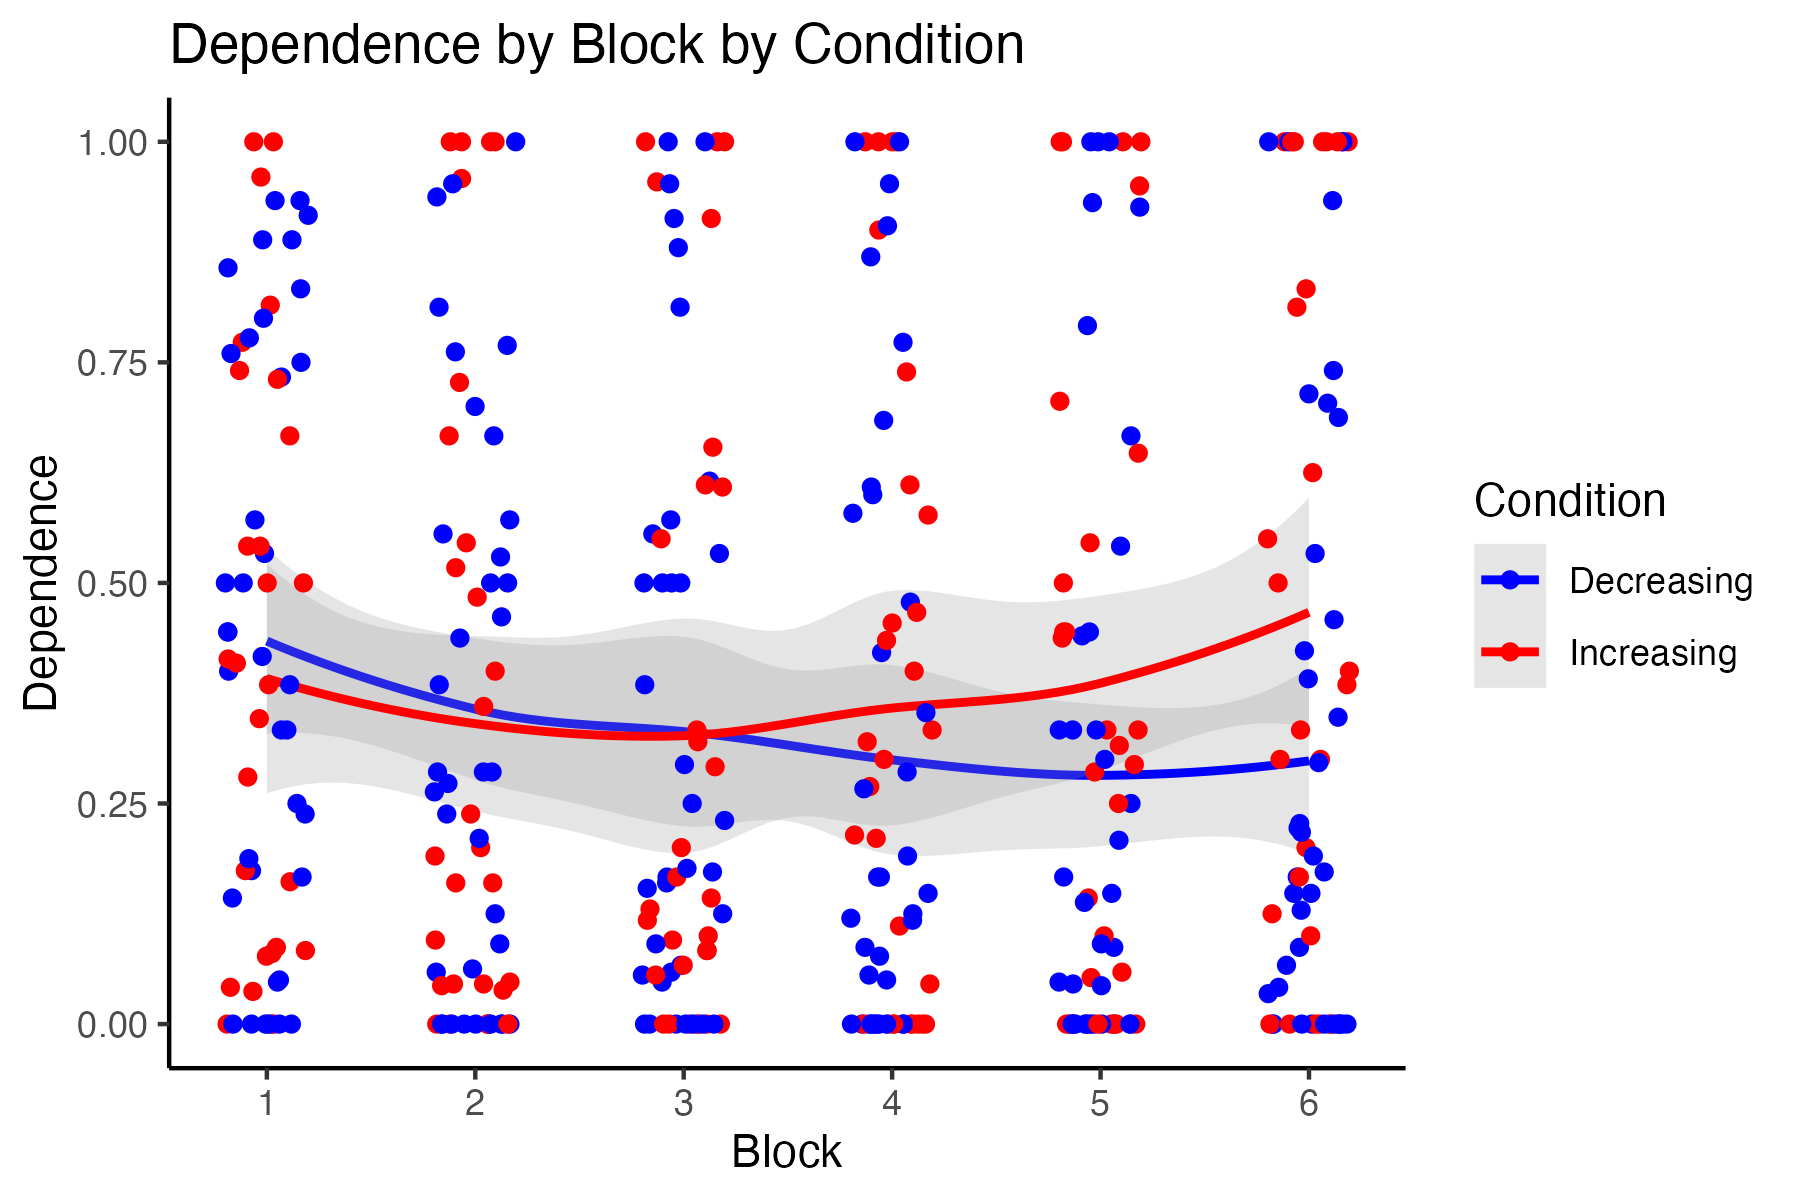 Dependence by Block by Condition
1.00
0.75
0.50
0.25
0.00
Dependence
1 2 3 4 5 6
Block
Condition
Decreasing
Increasing